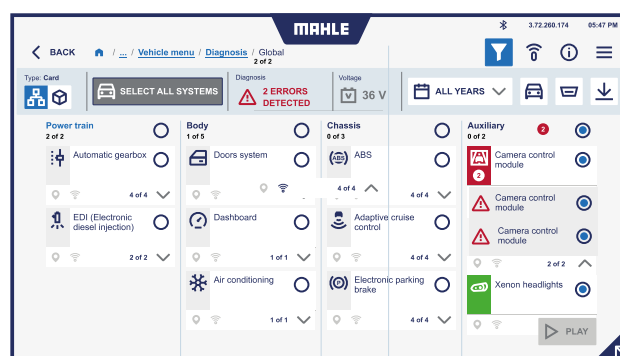 MAHLE
3.72.260.174 05:47 PM
BACK / ... / Vehicle menu / Diagnosis / Global
2 of 2
Type: Card
SELECT ALL SYSTEMS
Diagnosis
2 ERRORS
DETECTED
Voltage
36 V
ALL YEARS
Power train
2 of 2
Automatic gearbox
4 of 4
EDI (Electronic
diesel injection)
2 of 2
Body
1 of 5
Doors system
4 of 4
Dashboard
1 of 1
Air conditioning
1 of 1
Chassis
0 of 3
ABS
ABS
4 of 4
Adaptive cruise
control
4 of 4
Electronic parking
brake
P
4 of 4
Auxiliary
0 of 2
2
Camera control
module
2
Camera control
module
Camera control
module
2 of 2
Xenon headlights
PLAY